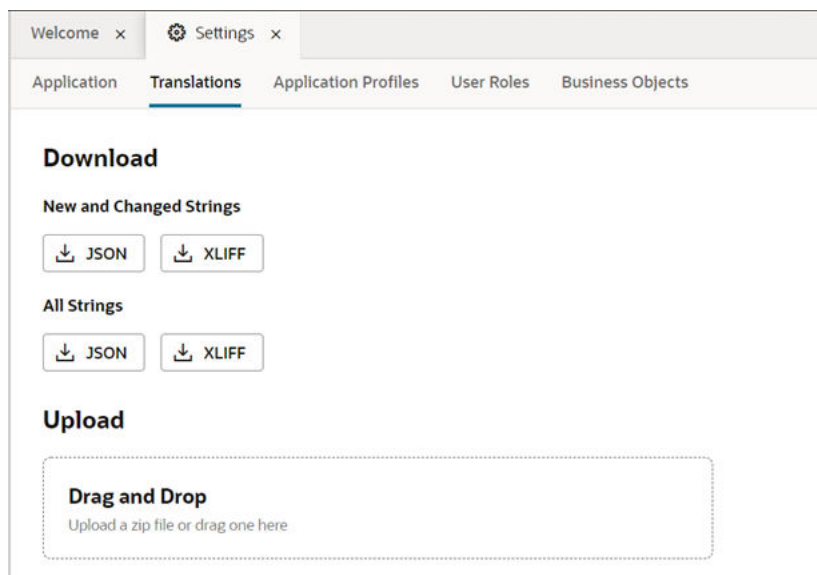 Welcome x Settings x
Application Translations Application Profiles User Roles Business Objects
Download
New and Changed Strings
JSON XLIFF
All Strings
JSON XLIFF
Upload
Drag and Drop
Upload a zip file or drag one here